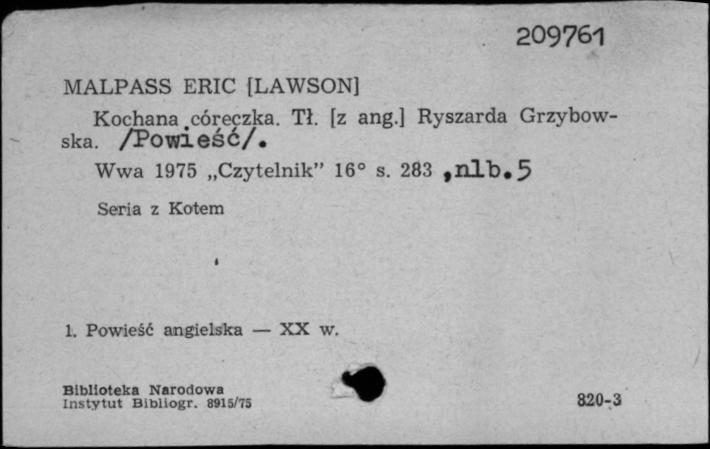 209761
MALPASS ERIC [LAWSON]
Kochana córeczka. Tł. [z ang.] Ryszarda Grzybow-
ska. /Powieść/.
Wwa 1975 „Czytelnik” 16° s. 283 ,nlb.5
Seria z Kotem
1. Powieść angielska — XX w.
Biblioteka Narodowa
Instytut Bibliogr. 8915/75
820-3